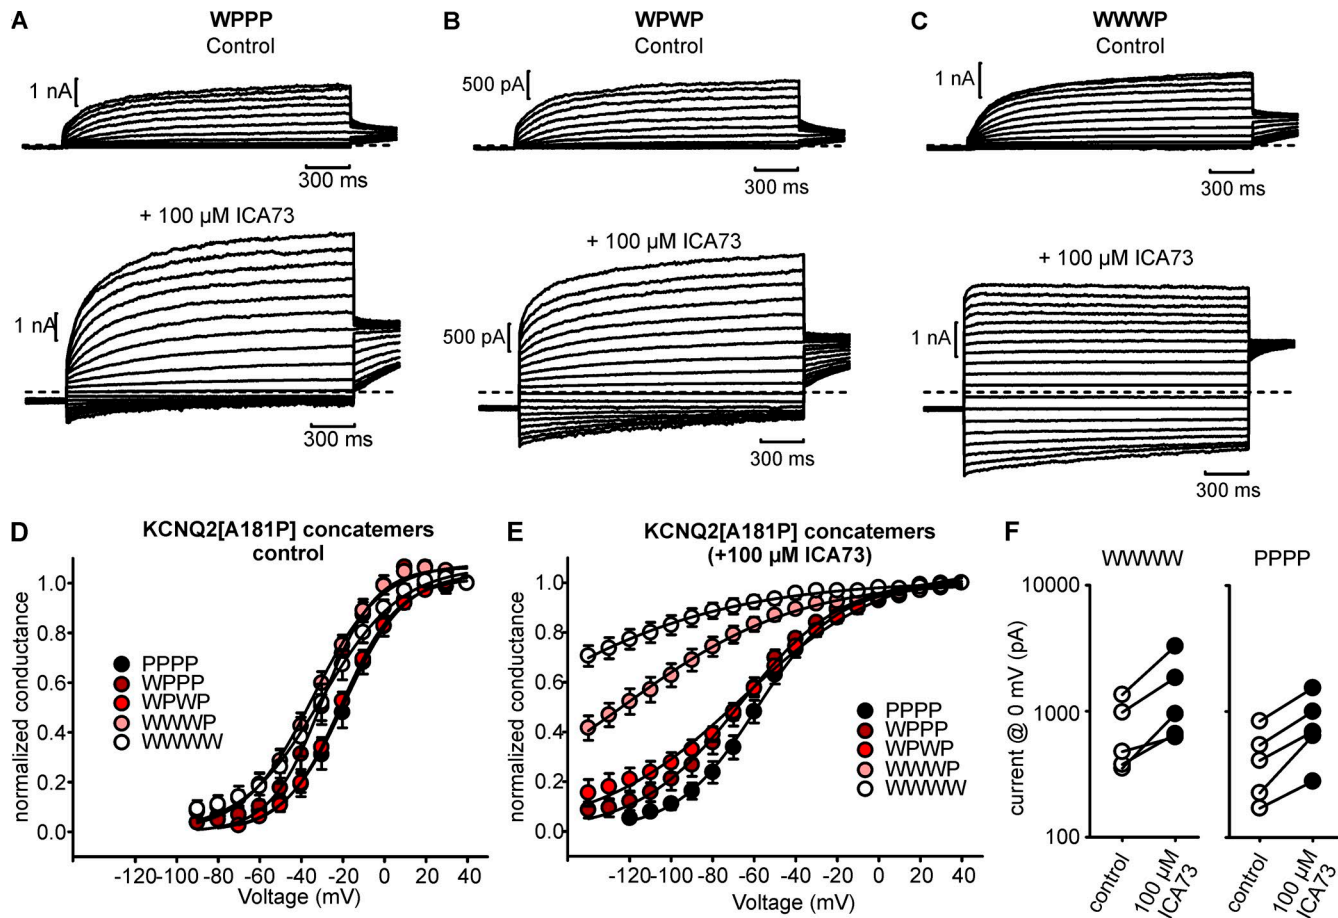 A
WPPP
Control
1 nA
300 ms
+ 100 µM ICA73
1 nA
300 ms
B
WPWP
Control
500 pA
300 ms
+ 100 µM ICA73
500 pA
300 ms
C
WWWP
Control
1 nA
300 ms
+ 100 µM ICA73
1 nA
300 ms
D
KCNQ2[A181P] concatemers
control
normalized conductance
1.0
0.8
0.6
0.4
0.2
0.0
PPPP
WPPP
WPWP
WWWP
WWWW
-120 -100 -80 -60 -40 -20 0 20 40
Voltage (mV)
E
KCNQ2[A181P] concatemers
(+100 µM ICA73)
normalized conductance
1.0
0.8
0.6
0.4
0.2
0.0
PPPP
WPPP
WPWP
WWWP
WWWW
-120 -100 -80 -60 -40 -20 0 20 40
Voltage (mV)
F
WWWW
PPPP
current @ 0 mV (pA)
10000
1000
100
control
100 µM
ICA73
control
100 µM
ICA73